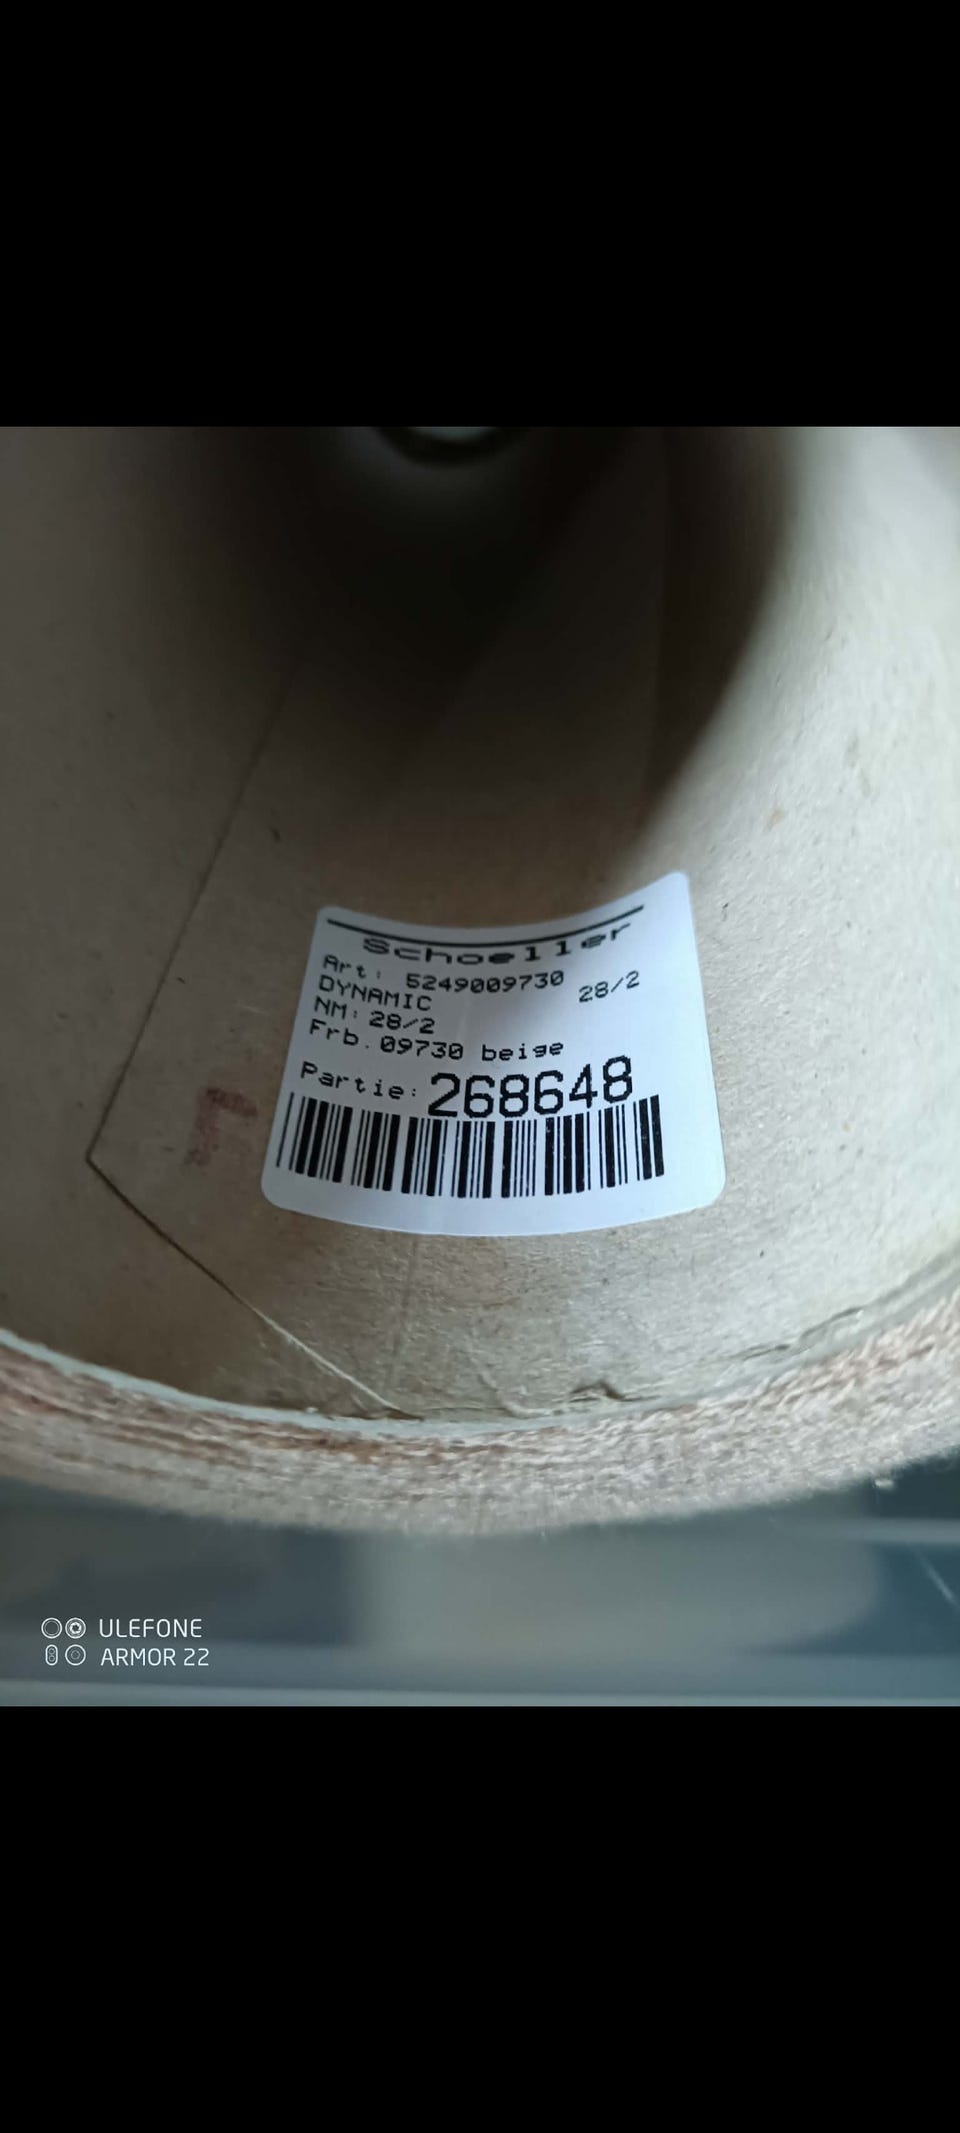 Schoeller
Art: 5249009730
DYNAMIC 28/2
NM: 28/2
Frb. 09730 beige
Partie: 268648
ULEFONE
ARMOR 22